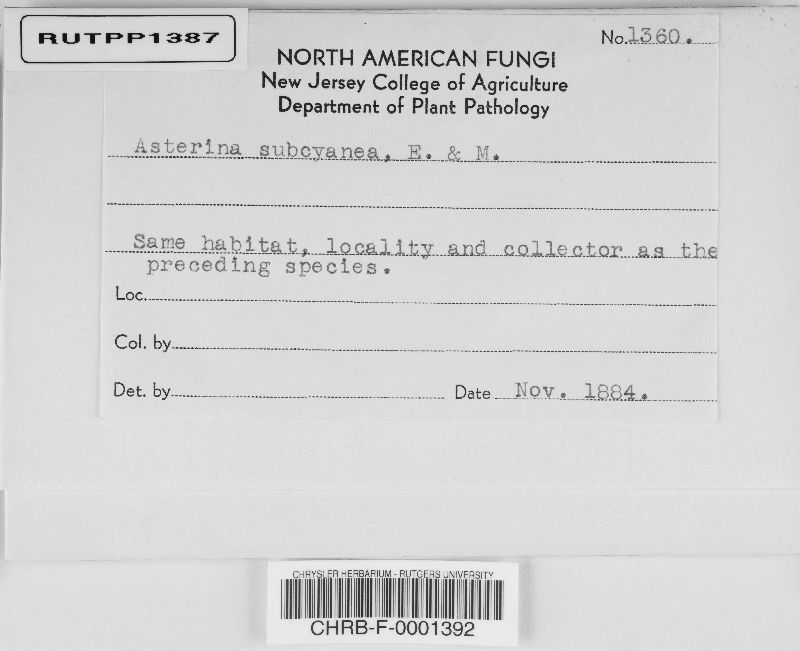 RUTPP1387
No. 1360.
NORTH AMERICAN FUNGI
New Jersey College of Agriculture
Department of Plant Pathology
Asterina subcyanea, E. & M.
Same habitat, locality and collector as the
preceding species.
Loc.
Col. by
Det. by Date Nov. 1884.
CHRYSLER HERBARIUM - RUTGERS UNIVERSITY
CHRB-F-0001392